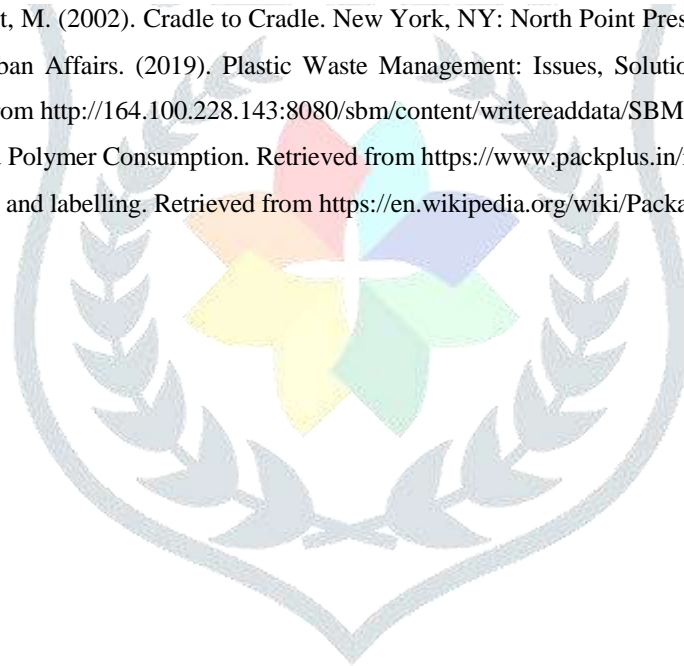 t, M. (2002). Cradle to Cradle. New York, NY: North Point Pres
ban Affairs. (2019). Plastic Waste Management: Issues, Solutio
rom http://164.100.228.143:8080/sbm/content/writereaddata/SBM
Polymer Consumption. Retrieved from https://www.packplus.in/
and labelling. Retrieved from https://en.wikipedia.org/wiki/Packa